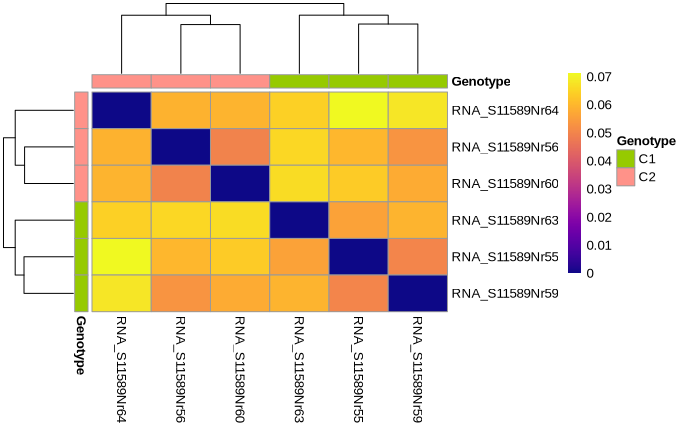 Genotype
RNA_S11589Nr64
RNA_S11589Nr56
RNA_S11589Nr60
RNA_S11589Nr63
RNA_S11589Nr55
RNA_S11589Nr59
0.07
0.06
0.05
0.04
0.03
0.02
0.01
0
Genotype
C1
C2
Genotype
RNA_S11589Nr64
RNA_S11589Nr56
RNA_S11589Nr60
RNA_S11589Nr63
RNA_S11589Nr55
RNA_S11589Nr59